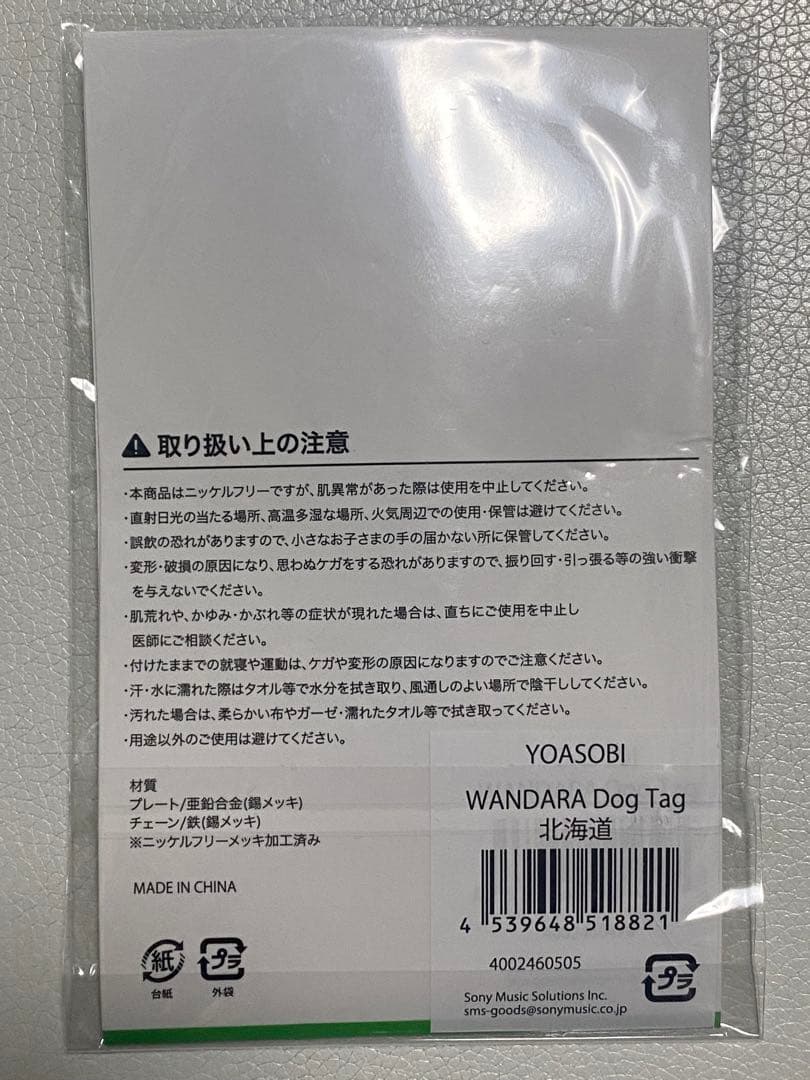 取り扱い上の注意
・本商品はニッケルフリーですが、肌異常があった際は使用を中止してください。
・直射日光の当たる場所、高温多湿な場所、火気周辺での使用・保管は避けてください。
・誤飲の恐れがありますので、小さなお子さまの手の届かない所に保管してください。
・変形・破損の原因になり、思わぬケガをする恐れがありますので、振り回す・引っ張る等の強い衝撃
を与えないでください。
・肌荒れや、かゆみ・かぶれ等の症状が現れた場合は、直ちにご使用を中止し
医師にご相談ください。
・付けたままでの就寝や運動は、ケガや変形の原因になりますのでご注意ください。
・汗・水に濡れた際はタオル等で水分を拭き取り、風通しのよい場所で陰干ししてください。
・汚れた場合は、柔らかい布やガーゼ・濡れたタオル等で拭き取ってください。
・用途以外のご使用は避けてください。
材質
プレート/亜鉛合金(錫メッキ)
チェーン/鉄(錫メッキ)
※ニッケルフリーメッキ加工済み
MADE IN CHINA
紙
台紙
プラ
外袋
YOASOBI
WANDARA Dog Tag
北海道
4 539648 518821
4002460505
プラ
Sony Music Solutions Inc.
sms-goods@sonymusic.co.jp